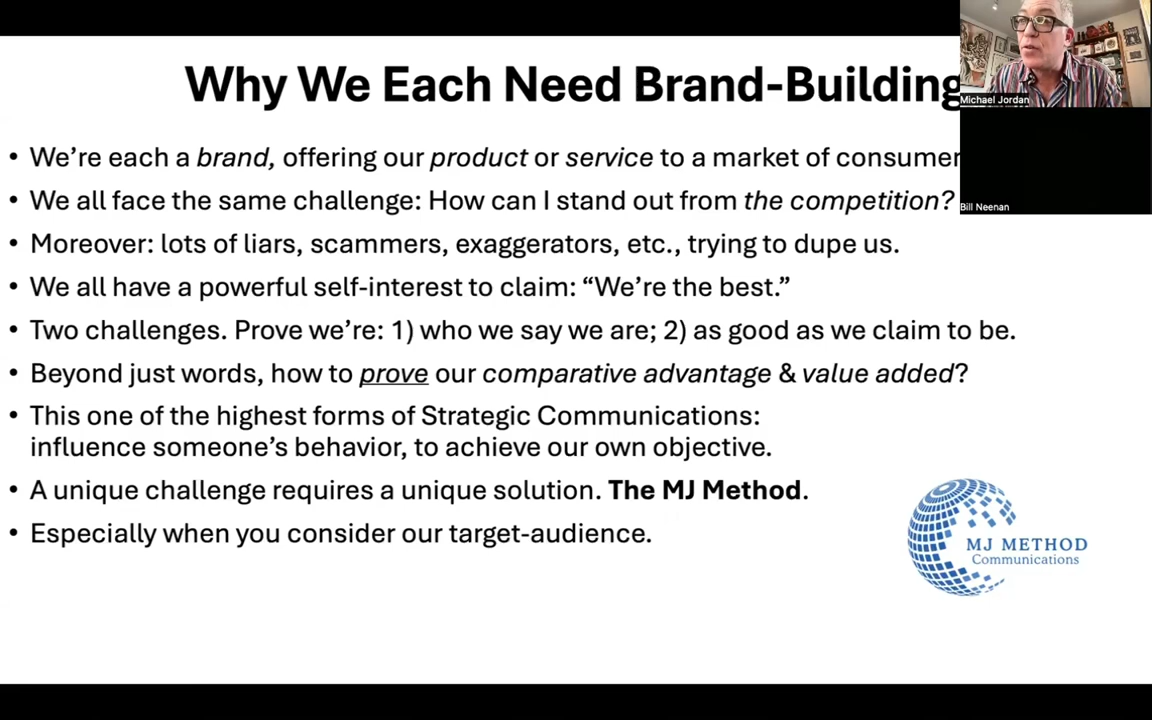 Why We Each Need Brand-Building
Michael Jordan
• We’re each a brand, offering our product or service to a market of consumer
Bill Neenan
• We all face the same challenge: How can I stand out from the competition?
• Moreover: lots of liars, scammers, exaggerators, etc., trying to dupe us.
• We all have a powerful self-interest to claim: “We’re the best.”
• Two challenges. Prove we’re: 1) who we say we are; 2) as good as we claim to be.
• Beyond just words, how to prove our comparative advantage & value added?
• This one of the highest forms of Strategic Communications:
influence someone’s behavior, to achieve our own objective.
• A unique challenge requires a unique solution. The MJ Method.
• Especially when you consider our target-audience.
MJ METHOD
Communications